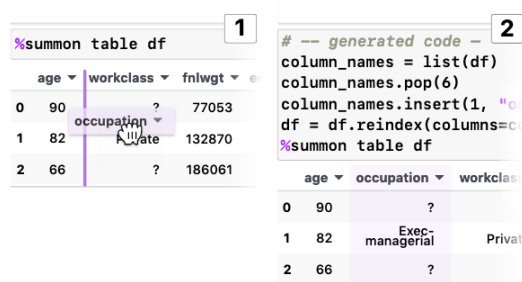 1
%summon table df
age workclass fnlwgt
0 90 ? 77053
occupation
1 82 132870
2 66 ? 186061
2
# -- generated code --
column_names = list(df)
column_names.pop(6)
column_names.insert(1, "
df = df.reindex(columns=c
%summon table df
age occupation workclas
0 90 ?
1 82 Exec-
managerial Privat
2 66 ?